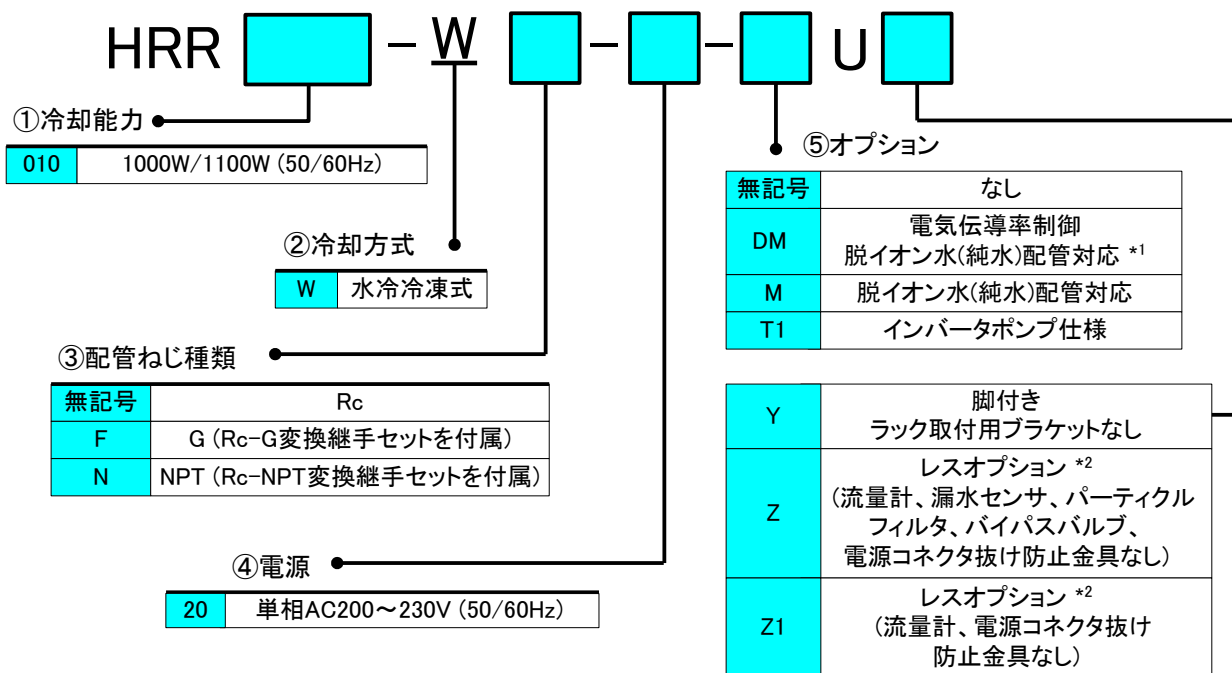 HRR - W - - U
①冷却能力
010 1000W/1100W (50/60Hz)
②冷却方式
W 水冷冷凍式
③配管ねじ種類
無記号 Rc
F G (Rc-G変換継手セットを付属)
N NPT (Rc-NPT変換継手セットを付属)
④電源
20 単相AC200～230V (50/60Hz)
⑤オプション
無記号 なし
DM 電気伝導率制御
脱イオン水(純水)配管対応 *1
M 脱イオン水(純水)配管対応
T1 インバータポンプ仕様
Y 脚付き
ラック取付用ブラケットなし
Z レスオプション *2
(流量計、漏水センサ、パーティクル
フィルタ、バイパスバルブ、
電源コネクタ抜け防止金具なし)
Z1 レスオプション *2
(流量計、電源コネクタ抜け
防止金具なし)